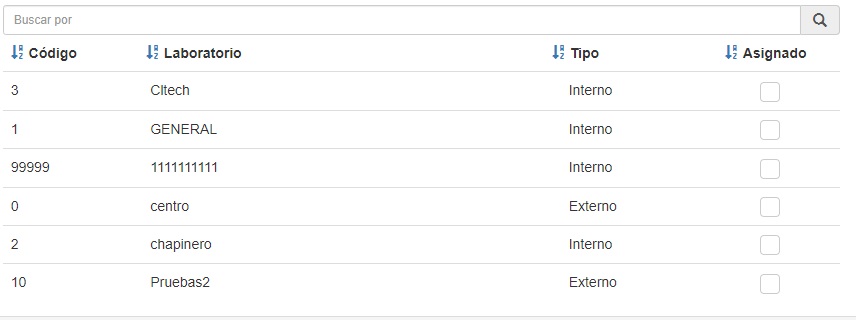 Buscar por
Código Laboratorio Tipo Asignado
3 CItech Interno
1 GENERAL Interno
99999 1111111111 Interno
0 centro Externo
2 chapinero Interno
10 Pruebas2 Externo